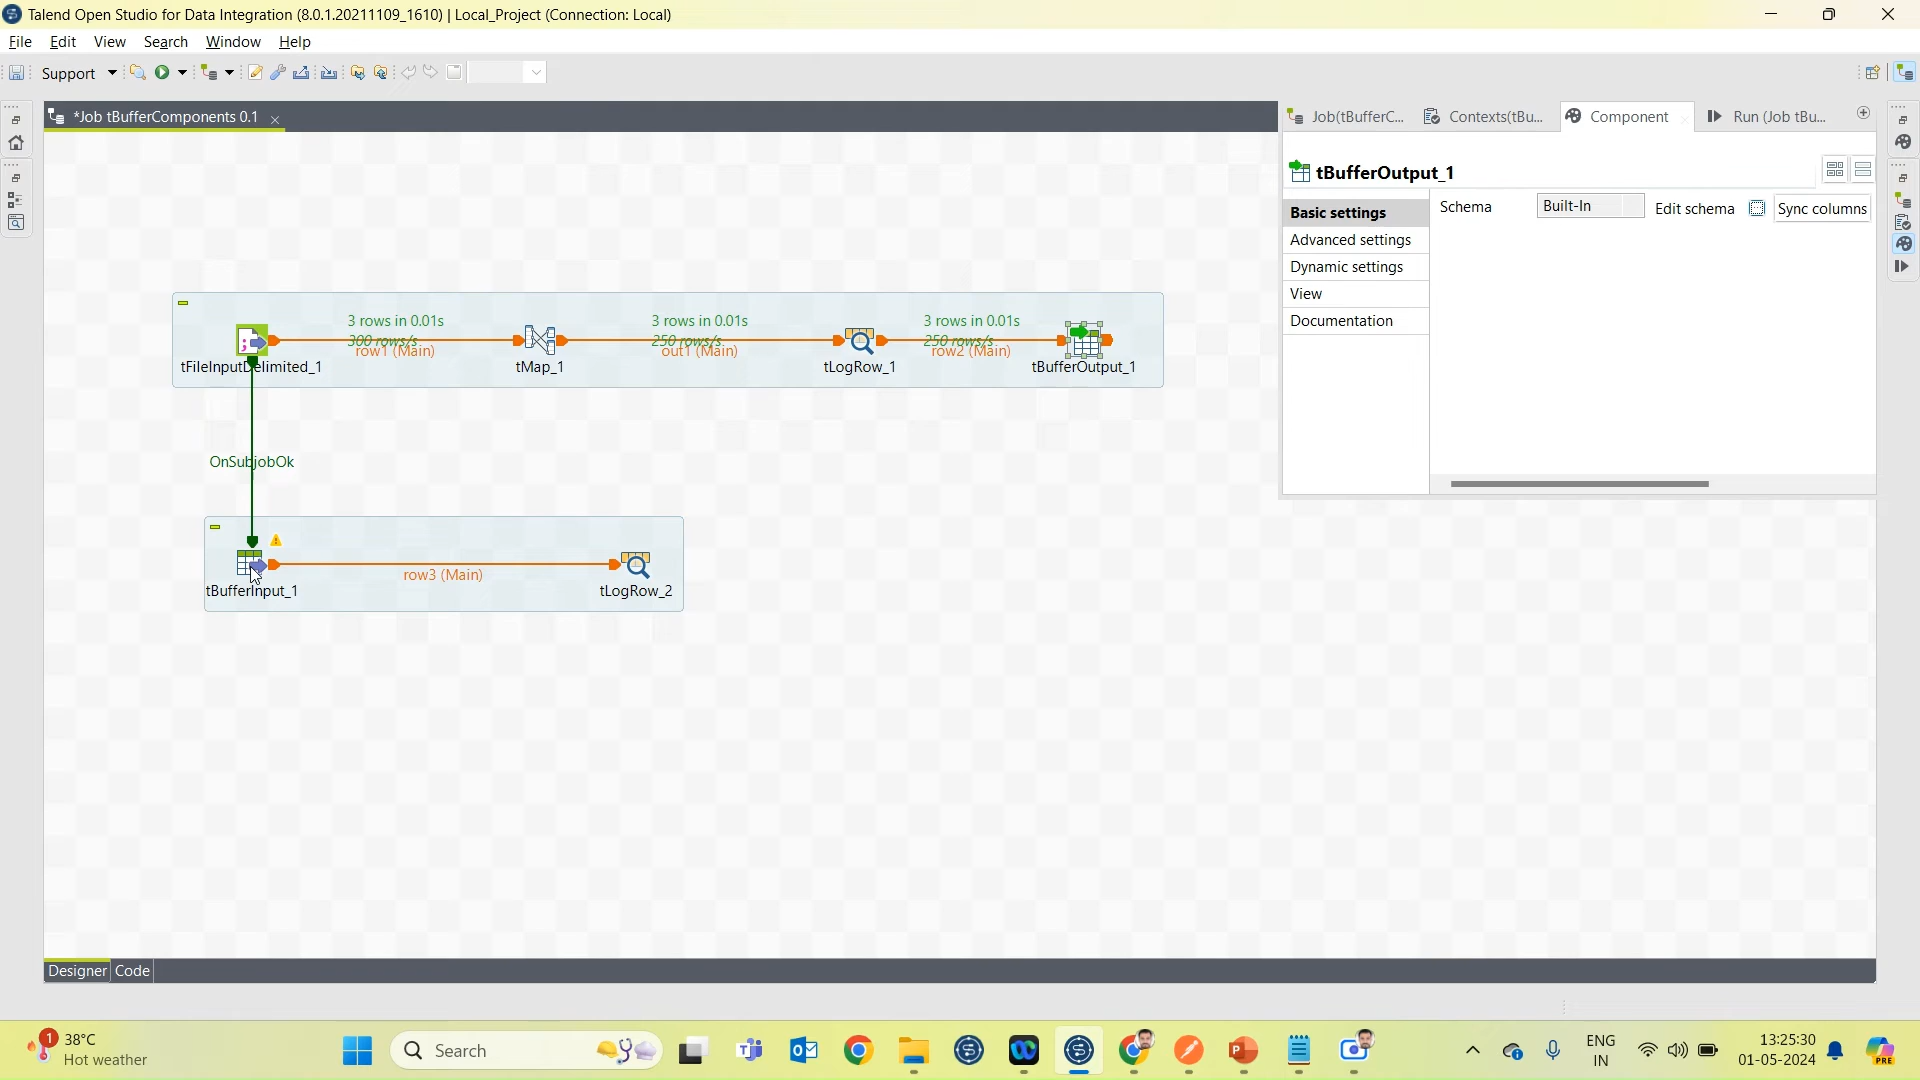 Talend Open Studio for Data Integration (8.0.1.20211109_1610) | Local_Project (Connection: Local)
File Edit View Search Window Help
Support
*Job tBufferComponents 0.1
Job(tBufferC... Contexts(tBu... Component Run (Job tBu...
tBufferOutput_1
Basic settings
Advanced settings
Dynamic settings
View
Documentation
Schema Built-In Edit schema Sync columns
3 rows in 0.01s 3 rows in 0.01s 3 rows in 0.01s
300 rows/s 250 rows/s 250 rows/s
row1 (Main) out1 (Main) row2 (Main)
tFileInputDelimited_1 tMap_1 tLogRow_1 tBufferOutput_1
OnSubjobOk
row3 (Main)
tBufferInput_1 tLogRow_2
Designer Code
1
38°C
Hot weather
Search
ENG
IN
13:25:30
01-05-2024
PRE